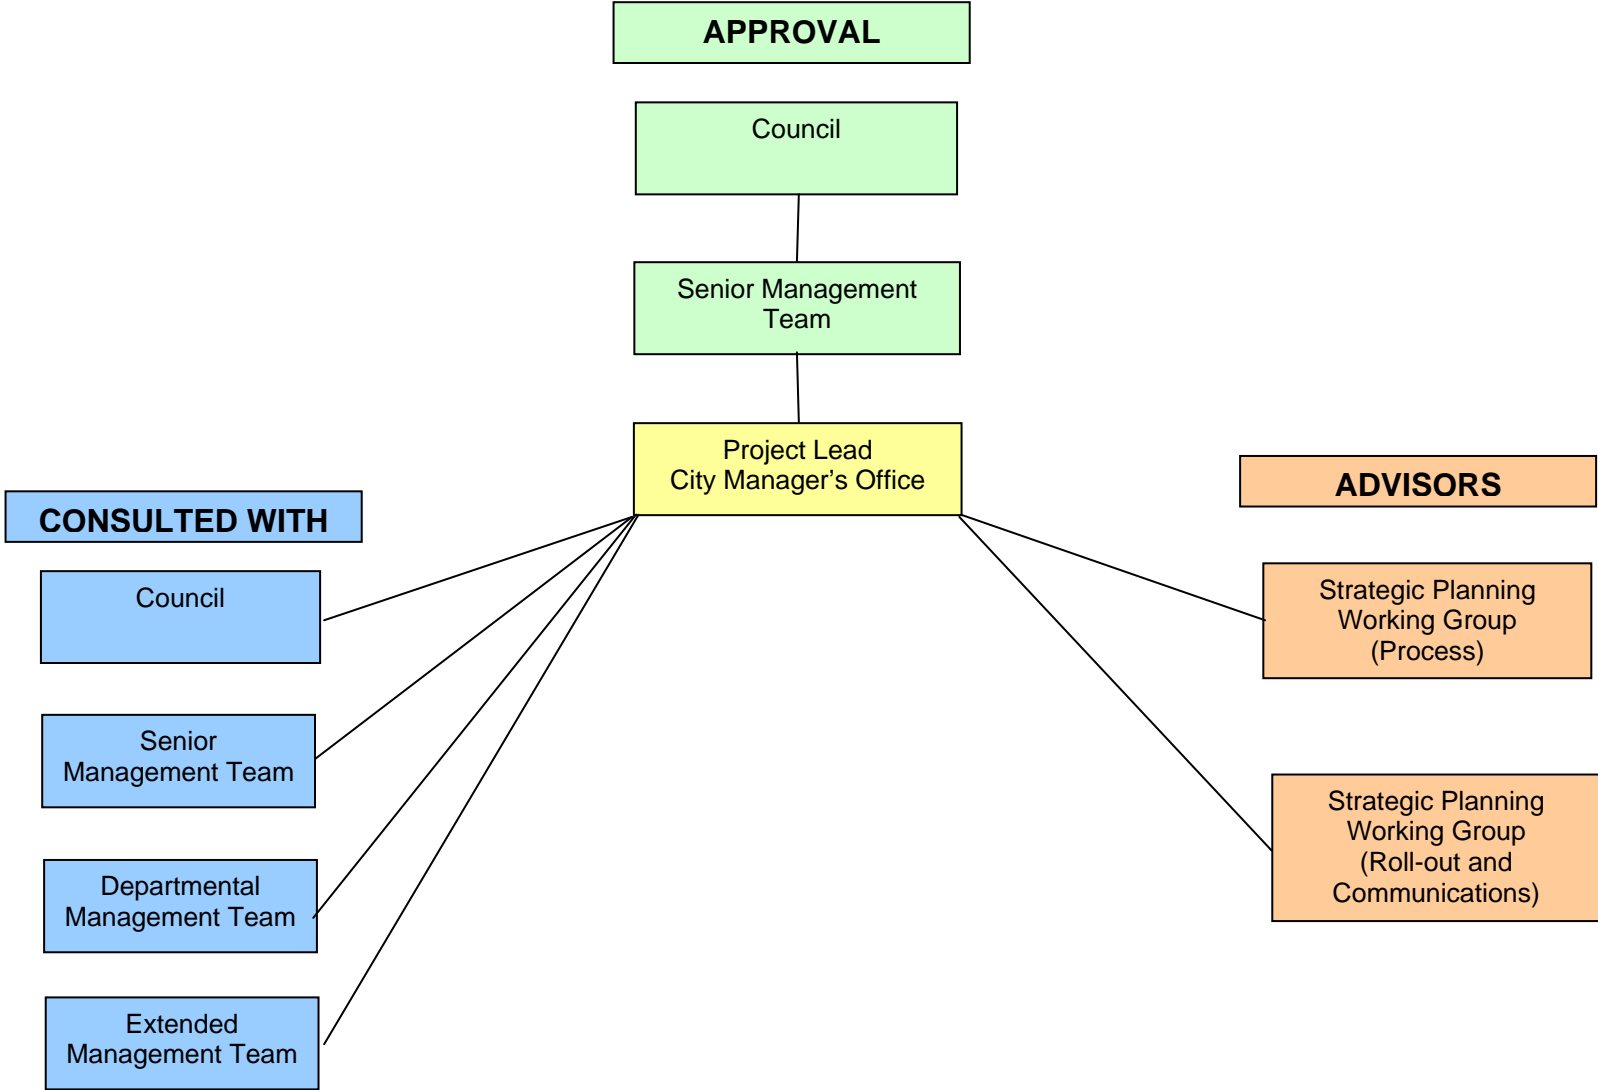 APPROVAL
Council
Senior Management
Team
Project Lead
City Manager’s Office
CONSULTED WITH
Council
Senior
Management Team
Departmental
Management Team
Extended
Management Team
ADVISORS
Strategic Planning
Working Group
(Process)
Strategic Planning
Working Group
(Roll-out and
Communications)